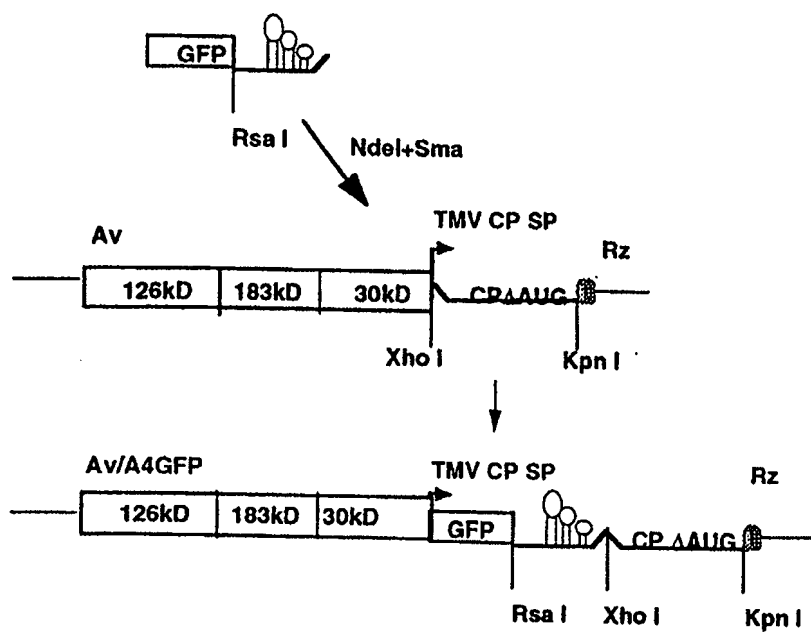 GFP
Rsa I
NdeI+Sma
TMV CP SP
Av
Rz
126kD 183kD 30kD
CPΔAUG
Xho I
Kpn I
Av/A4GFP
TMV CP SP
Rz
126kD 183kD 30kD
GFP
CP ΔAUG
Rsa I Xho I Kpn I